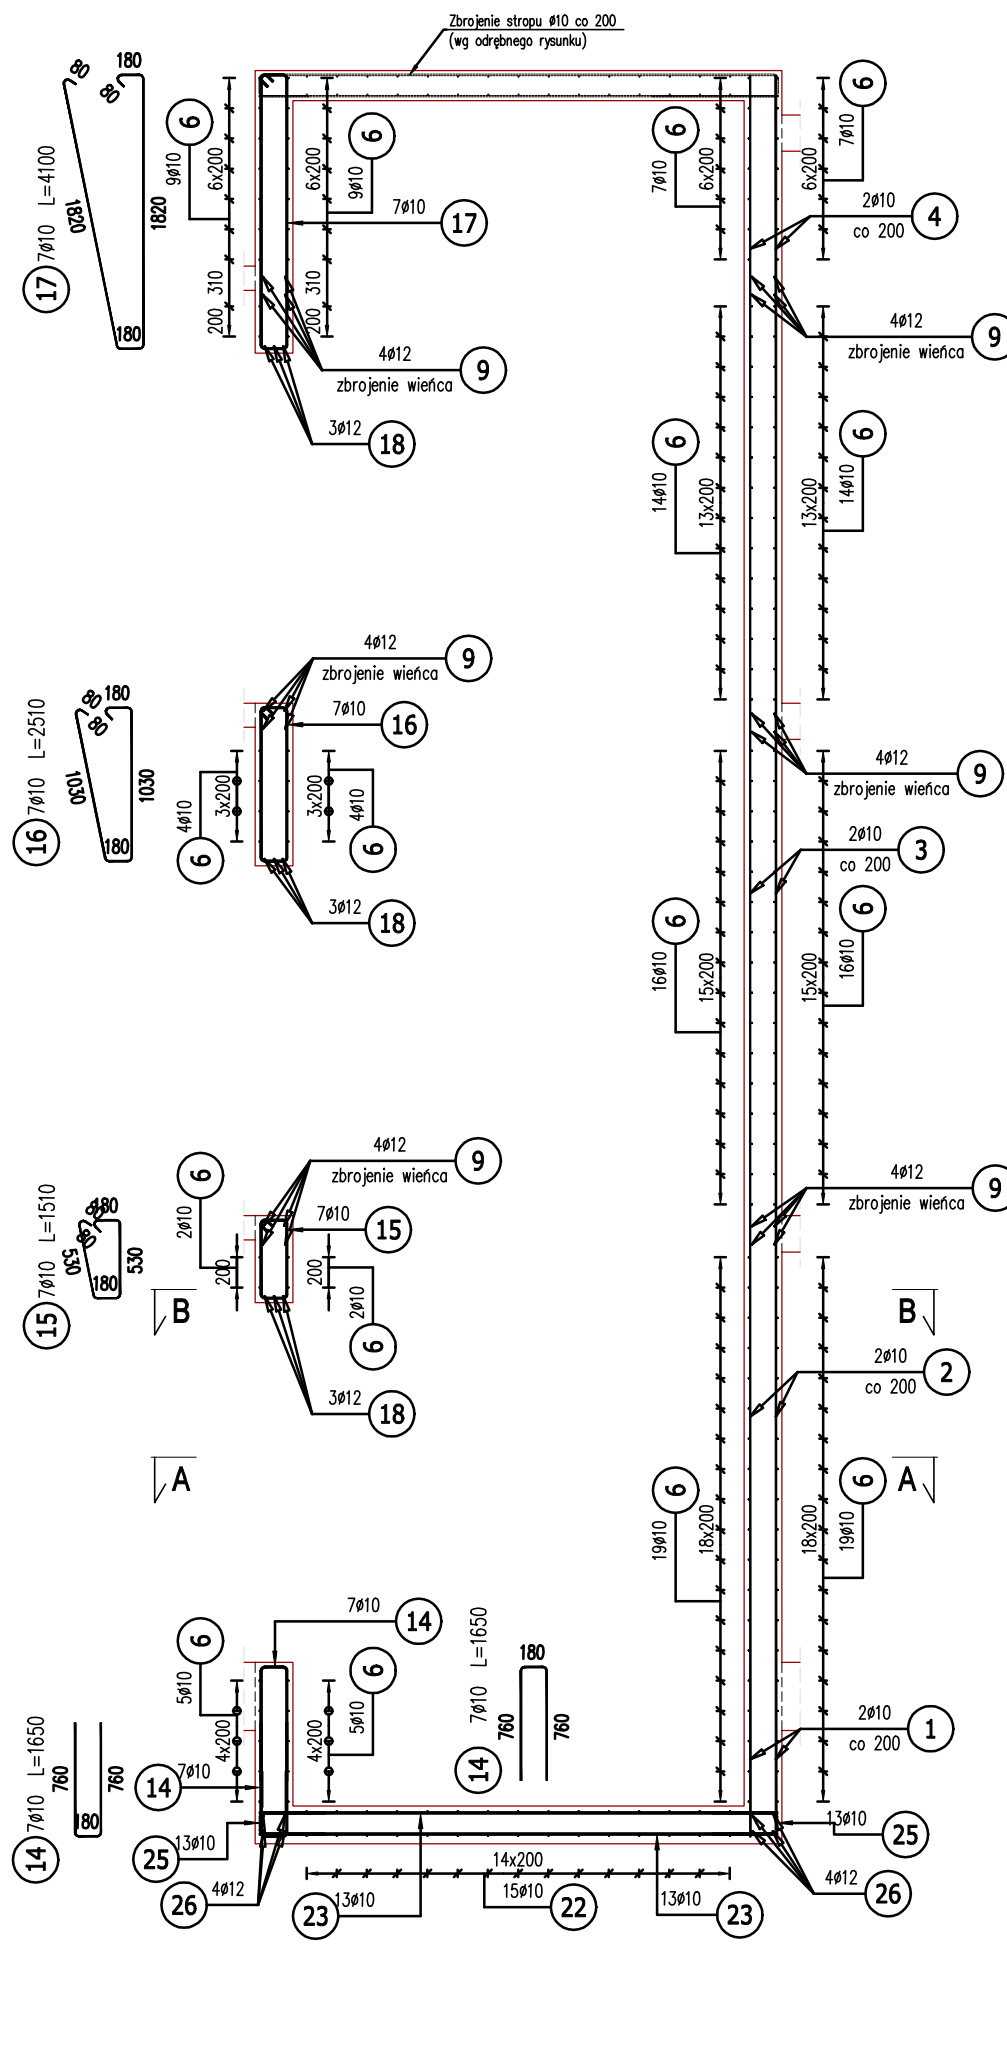 Zbrojenie stropu ø10 co 200
(wg odrębnego rysunku)
17
7ø10 L=4100
80
80
180
1820
1820
180
6
9ø10
6x200
310
200
6
9ø10
6x200
310
200
7ø10
17
4ø12
zbrojenie wieńca
9
3ø12
18
6
7ø10
6x200
6
7ø10
6x200
2ø10
co 200
4
4ø12
zbrojenie wieńca
9
6
14ø10
13x200
6
14ø10
13x200
16
7ø10 L=2510
80
80
180
1030
1030
180
4ø12
zbrojenie wieńca
9
7ø10
16
6
4ø10
3x200
3x200
4ø10
6
3ø12
18
4ø12
zbrojenie wieńca
9
2ø10
co 200
3
6
16ø10
15x200
6
16ø10
15x200
15
7ø10 L=1510
80
80
180
530
530
180
4ø12
zbrojenie wieńca
9
7ø10
15
6
2ø10
200
200
2ø10
6
3ø12
18
4ø12
zbrojenie wieńca
9
B
B
2ø10
co 200
2
A
A
6
19ø10
18x200
6
19ø10
18x200
7ø10
14
6
5ø10
4x200
6
5ø10
4x200
14
7ø10 L=1650
180
760
760
14
7ø10 L=1650
760
760
180
2ø10
co 200
1
7ø10
14
13ø10
25
4ø12
26
14x200
15ø10
22
13ø10
23
13ø10
23
13ø10
25
4ø12
26